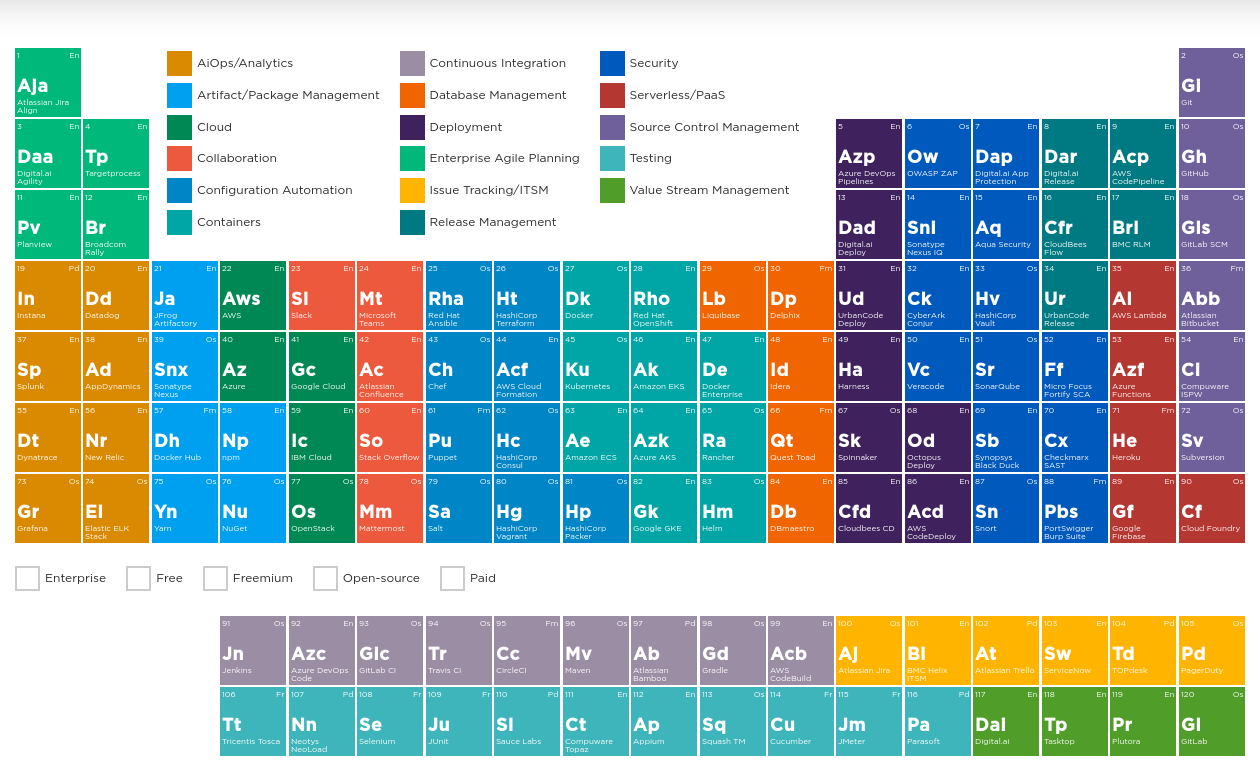 1 En
Aja
Atlassian Jira
Align
AiOps/Analytics
Artifact/Package Management
Cloud
Collaboration
Configuration Automation
Containers
Continuous Integration
Database Management
Deployment
Enterprise Agile Planning
Issue Tracking/ITSM
Release Management
Security
Serverless/PaaS
Source Control Management
Testing
Value Stream Management
2 Os
Gl
Git
3 En
Daa
Digital.ai
Agility
4 En
Tp
Targetprocess
5 En
Azp
Azure DevOps
Pipelines
6 Os
Ow
OWASP ZAP
7 En
Dap
Digital.ai App
Protection
8 En
Dar
Digital.ai
Release
9 En
Acp
AWS
CodePipeline
10 Os
Gh
GitHub
11 En
Pv
Planview
12 En
Br
Broadcom
Rally
13 En
Dad
Digital.ai
Deploy
14 En
Snl
Sonatype
Nexus IQ
15 En
Aq
Aqua Security
16 En
Cfr
CloudBees
Flow
17 En
Brl
BMC RLM
18 Os
Gls
GitLab SCM
19 Pd
In
Instana
20 En
Dd
Datadog
21 En
Ja
JFrog
Artifactory
22 En
Aws
AWS
23 En
Sl
Slack
24 En
Mt
Microsoft
Teams
25 Os
Rha
Red Hat
Ansible
26 Os
Ht
HashiCorp
Terraform
27 Os
Dk
Docker
28 En
Rho
Red Hat
OpenShift
29 Os
Lb
Liquibase
30 Fm
Dp
Delphix
31 En
Ud
UrbanCode
Deploy
32 En
Ck
CyberArk
Conjur
33 Os
Hv
HashiCorp
Vault
34 En
Ur
UrbanCode
Release
35 En
Al
AWS Lambda
36 Fm
Abb
Atlassian
Bitbucket
37 En
Sp
Splunk
38 En
Ad
AppDynamics
39 Os
Snx
Sonatype
Nexus
40 En
Az
Azure
41 En
Gc
Google Cloud
42 En
Ac
Atlassian
Confluence
43 Os
Ch
Chef
44 En
Acf
AWS Cloud
Formation
45 Os
Ku
Kubernetes
46 En
Ak
Amazon EKS
47 En
De
Docker
Enterprise
48 En
Id
Idera
49 En
Ha
Harness
50 En
Vc
Veracode
51 Os
Sr
SonarQube
52 En
Ff
Micro Focus
Fortify SCA
53 En
Azf
Azure
Functions
54 En
Cl
Compuware
ISPW
55 En
Dt
Dynatrace
56 En
Nr
New Relic
57 Fm
Dh
Docker Hub
58 En
Np
npm
59 En
Ic
IBM Cloud
60 En
So
Stack Overflow
61 Fm
Pu
Puppet
62 Os
Hc
HashiCorp
Consul
63 En
Ae
Amazon ECS
64 En
Azk
Azure AKS
65 Os
Ra
Rancher
66 Fm
Qt
Quest Toad
67 Os
Sk
Spinnaker
68 En
Od
Octopus
Deploy
69 En
Sb
Synopsys
Black Duck
70 En
Cx
Checkmarx
SAST
71 Fm
He
Heroku
72 Os
Sv
Subversion
73 Os
Gr
Grafana
74 Os
El
Elastic ELK
Stack
75 Os
Yn
Yarn
76 Os
Nu
NuGet
77 Os
Os
OpenStack
78 Os
Mm
Mattermost
79 Os
Sa
Salt
80 Os
Hg
HashiCorp
Vagrant
81 Os
Hp
HashiCorp
Packer
82 En
Gk
Google GKE
83 Os
Hm
Helm
84 En
Db
DBmaestro
85 En
Cfd
Cloudbees CD
86 En
Acd
AWS
CodeDeploy
87 Os
Sn
Snort
88 Fm
Pbs
PortSwigger
Burp Suite
89 En
Gf
Google
Firebase
90 Os
Cf
Cloud Foundry
Enterprise
Free
Freemium
Open-source
Paid
91 Os
Jn
Jenkins
92 En
Azc
Azure DevOps
Code
93 Os
Glc
GitLab CI
94 Os
Tr
Travis CI
95 Fm
Cc
CircleCI
96 Os
Mv
Maven
97 Pd
Ab
Atlassian
Bamboo
98 Os
Gd
Gradle
99 En
Acb
AWS
CodeBuild
100 Os
Aj
Atlassian Jira
101 En
Bl
BMC Helix
ITSM
102 Pd
At
Atlassian Trello
103 En
Sw
ServiceNow
104 Pd
Td
TOPdesk
105 Os
Pd
PagerDuty
106 Fr
Tt
Tricentis Tosca
107 Pd
Nn
Neotys
NeoLoad
108 Fr
Se
Selenium
109 Fr
Ju
JUnit
110 Pd
Sl
Sauce Labs
111 En
Ct
Compuware
Topaz
112 En
Ap
Appium
113 Os
Sq
Squash TM
114 Fr
Cu
Cucumber
115 Fr
Jm
JMeter
116 Pd
Pa
Parasoft
117 En
Dai
Digital.ai
118 En
Tp
Tasktop
119 En
Pr
Plutora
120 Os
Gl
GitLab